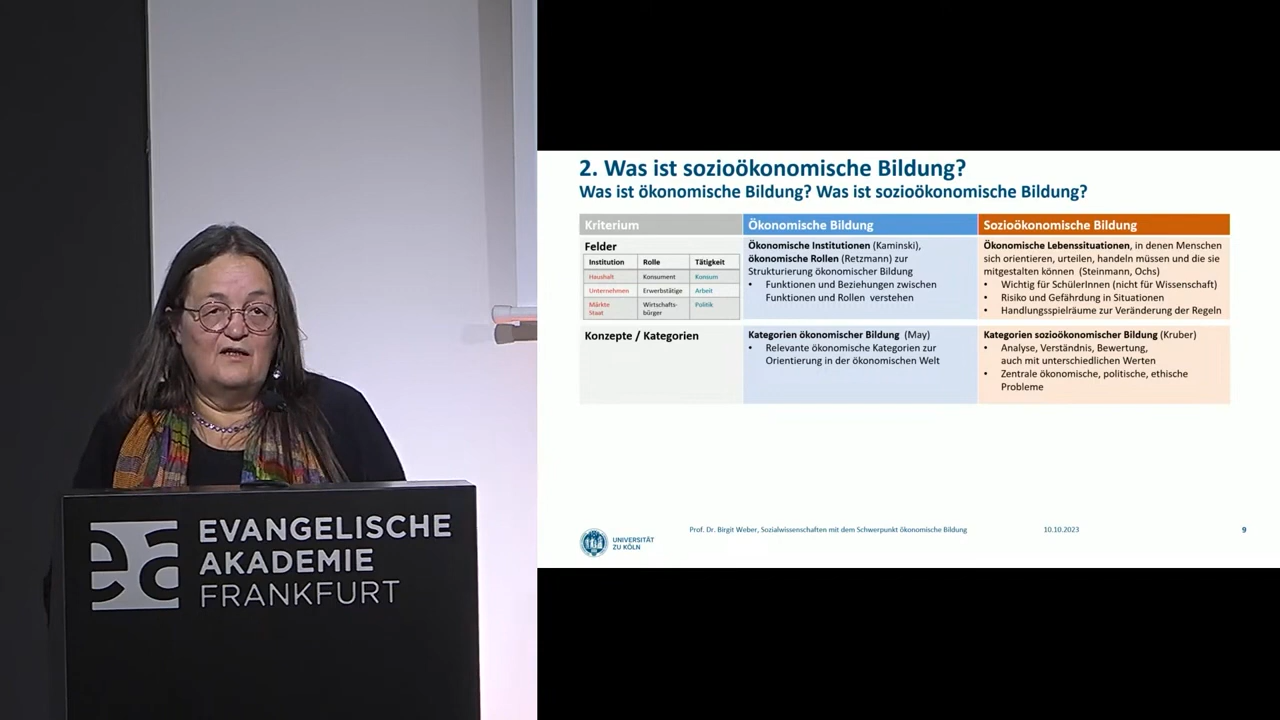 EVANGELISCHE
AKADEMIE
FRANKFURT
ea
2. Was ist sozioökonomische Bildung?
Was ist ökonomische Bildung? Was ist sozioökonomische Bildung?
Kriterium
Ökonomische Bildung
Sozioökonomische Bildung
Felder
Institution Rolle Tätigkeit
Haushalt Konsument Konsum
Unternehmen Erwerbstätige Arbeit
Märkte Wirtschafts- Politik
Staat bürger
Ökonomische Institutionen (Kaminski),
ökonomische Rollen (Retzmann) zur
Strukturierung ökonomischer Bildung
• Funktionen und Beziehungen zwischen
Funktionen und Rollen verstehen
Ökonomische Lebenssituationen, in denen Menschen
sich orientieren, urteilen, handeln müssen und die sie
mitgestalten können (Steinmann, Ochs)
• Wichtig für SchülerInnen (nicht für Wissenschaft)
• Risiko und Gefährdung in Situationen
• Handlungsspielräume zur Veränderung der Regeln
Konzepte / Kategorien
Kategorien ökonomischer Bildung (May)
• Relevante ökonomische Kategorien zur
Orientierung in der ökonomischen Welt
Kategorien sozioökonomischer Bildung (Kruber)
• Analyse, Verständnis, Bewertung,
auch mit unterschiedlichen Werten
• Zentrale ökonomische, politische, ethische
Probleme
UNIVERSITÄT
ZU KÖLN
Prof. Dr. Birgit Weber, Sozialwissenschaften mit dem Schwerpunkt ökonomische Bildung
10.10.2023
9